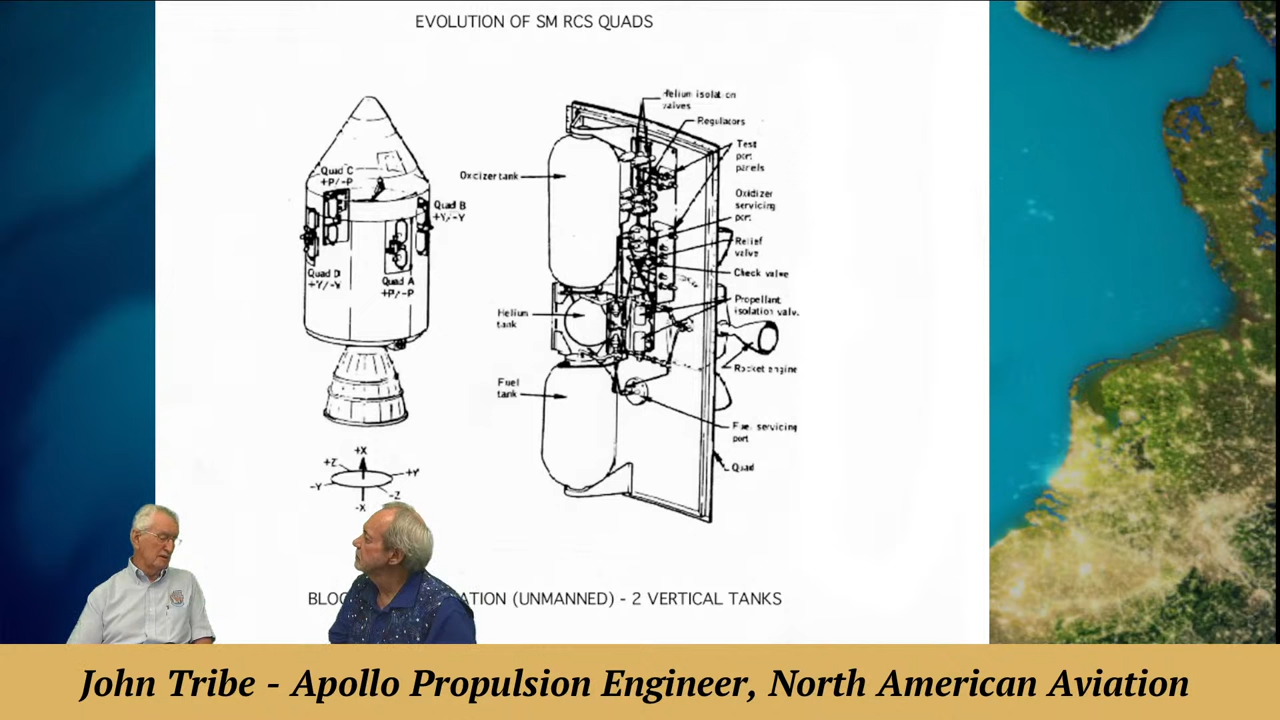 EVOLUTION OF SM RCS QUADS
Helium isolation
valves
Regulators
Test
port
panels
Oxidizer
servicing
port
Relief
valve
Check valve
Propellant
isolation valv.
Rocket engine
Fuel servicing
port
Quad
Oxcizer tank
Helium
tank
Fuel
tank
Quad C
+P/-P
Quad B
+Y/-Y
Quad D
+Y/-Y
Quad A
+P/-P
+X
+Z
+Y
-Y
-Z
-X
BLOC ATION (UNMANNED) - 2 VERTICAL TANKS
John Tribe - Apollo Propulsion Engineer, North American Aviation